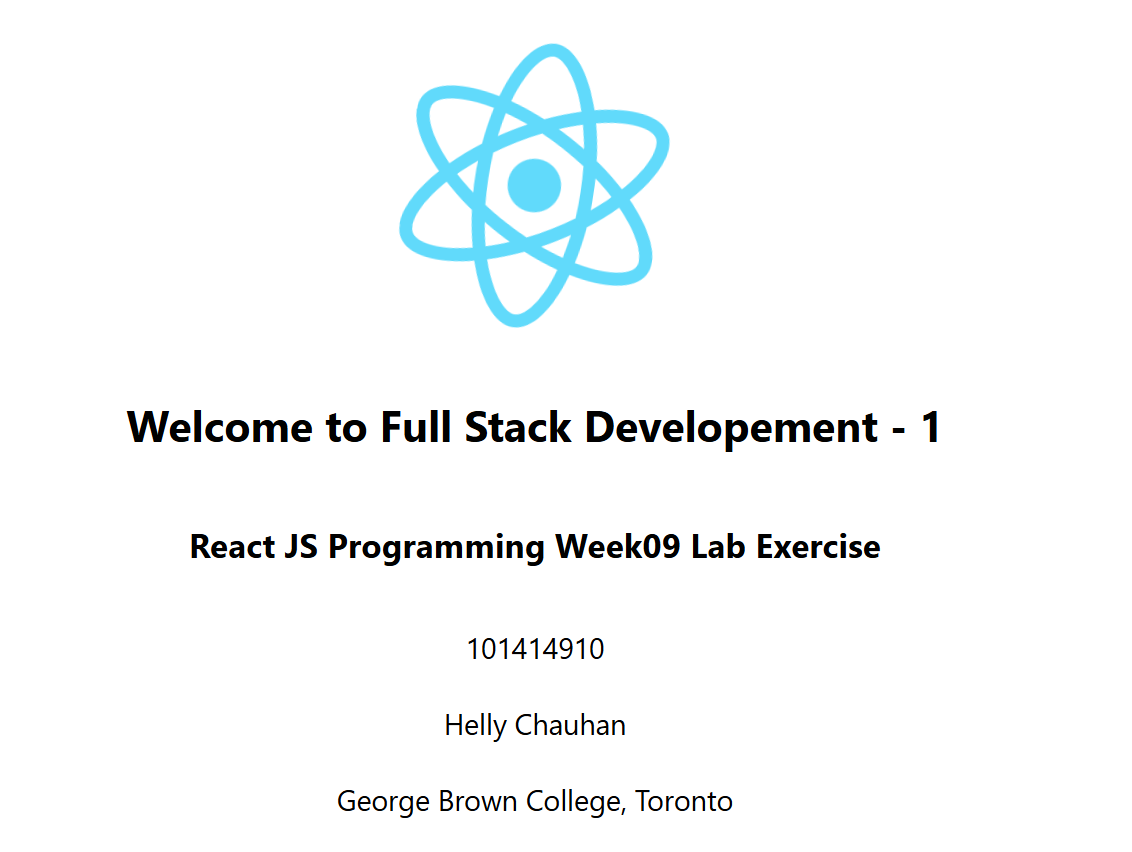 Welcome to Full Stack Developement - 1
React JS Programming Week09 Lab Exercise
101414910
Helly Chauhan
George Brown College, Toronto